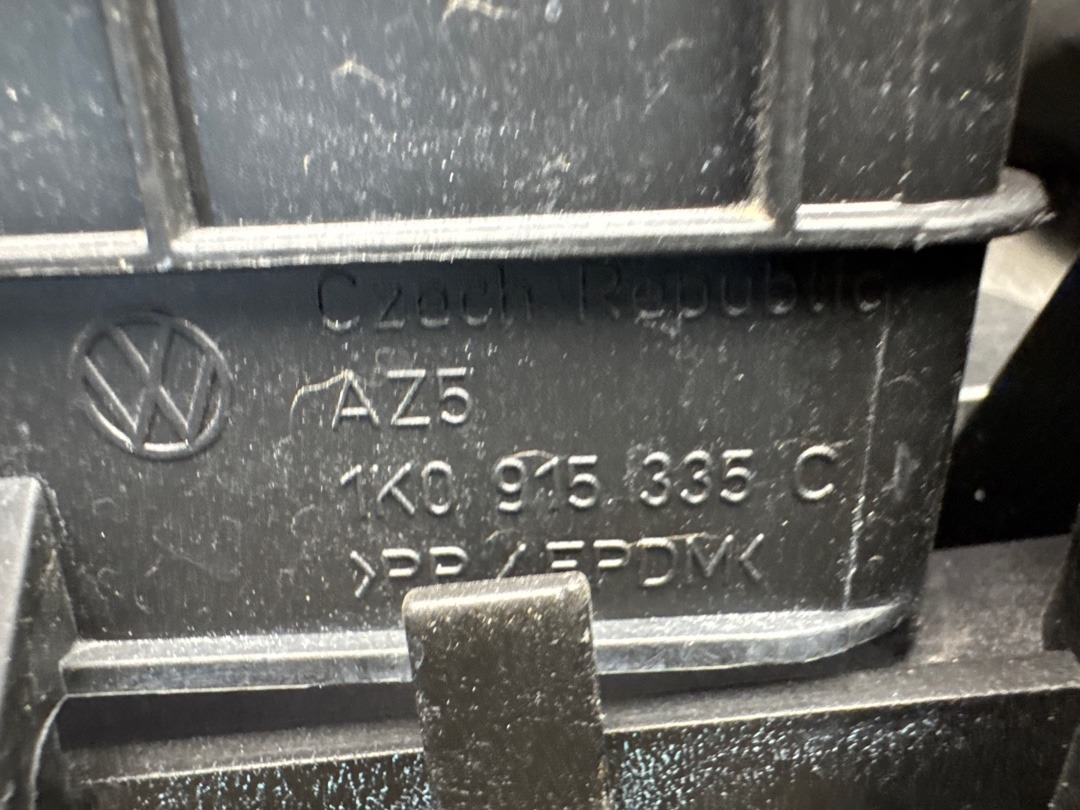 Czech Republic
AZ5
1K0 915 335 C
>PP / EPDM<